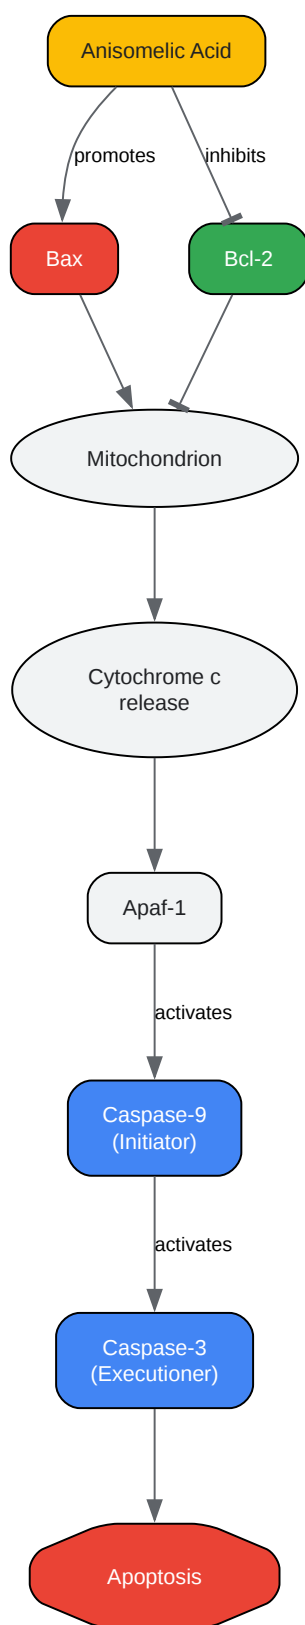 Anisomelic Acid
promotes
inhibits
Bax
Bcl-2
Mitochondrion
Cytochrome c
release
Apaf-1
activates
Caspase-9
(Initiator)
activates
Caspase-3
(Executioner)
Apoptosis